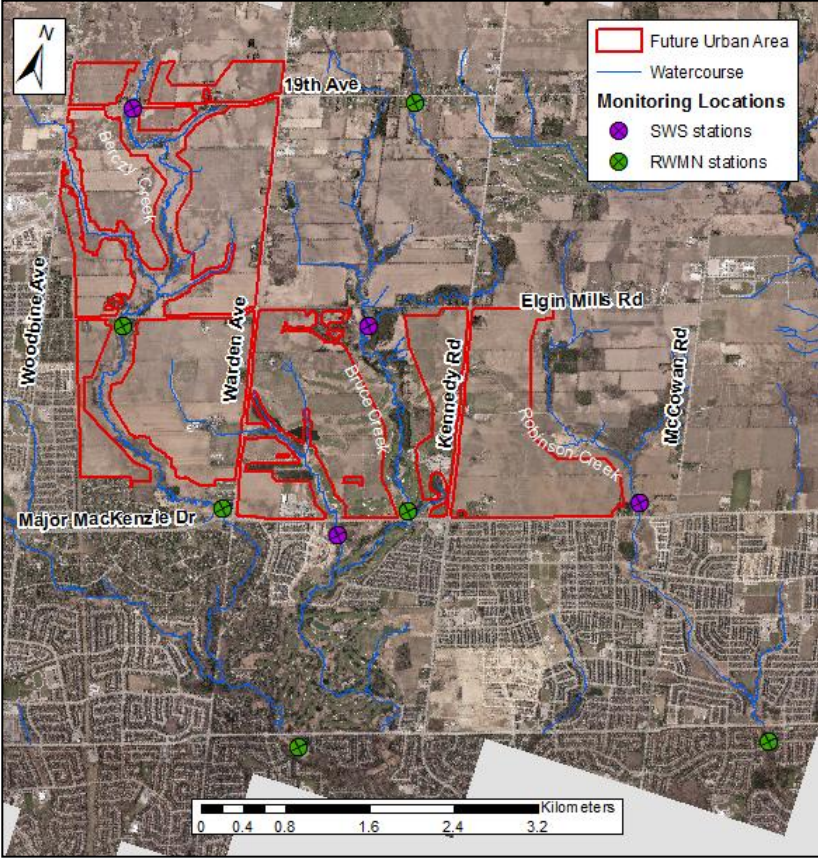 N
19th Ave
Future Urban Area
Watercourse
Monitoring Locations
SWS stations
RWMN stations
Berczy Creek
Woodbine Ave
Warden Ave
Elgin Mills Rd
Bruce Creek
Kennedy Rd
Robinson Creek
McCowan Rd
Major MacKenzie Dr
Kilometers
0 0.4 0.8 1.6 2.4 3.2